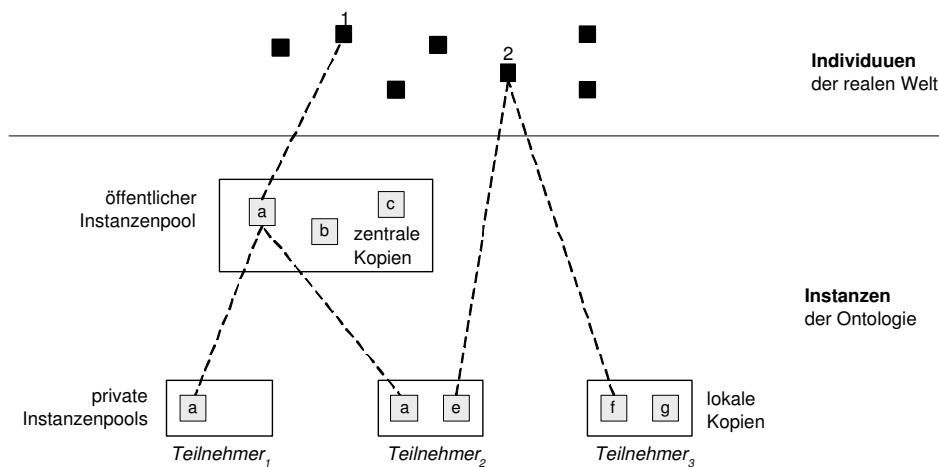 1
2
Individuuen
der realen Welt
öffentlicher
Instanzenpool
a
b
c
zentrale
Kopien
Instanzen
der Ontologie
private
Instanzenpools
a
a
e
f
g
lokale
Kopien
Teilnehmer₁
Teilnehmer₂
Teilnehmer₃